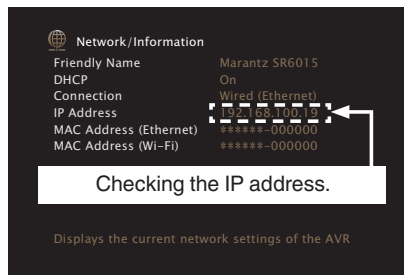 Network/Information
Friendly Name Marantz SR6015
DHCP On
Connection Wired (Ethernet)
IP Address 192.168.100.19
MAC Address (Ethernet) ******-000000
MAC Address (Wi-Fi) ******-000000
Checking the IP address.
Displays the current network settings of the AVR